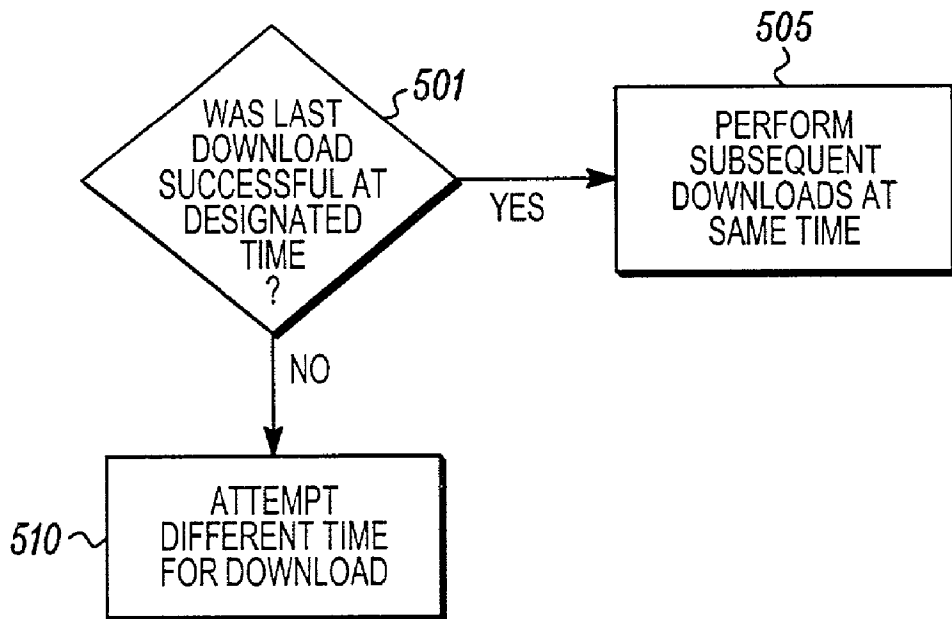 501
WAS LAST
DOWNLOAD
SUCCESSFUL AT
DESIGNATED
TIME
?
YES
505
PERFORM
SUBSEQUENT
DOWNLOADS AT
SAME TIME
NO
510
ATTEMPT
DIFFERENT TIME
FOR DOWNLOAD